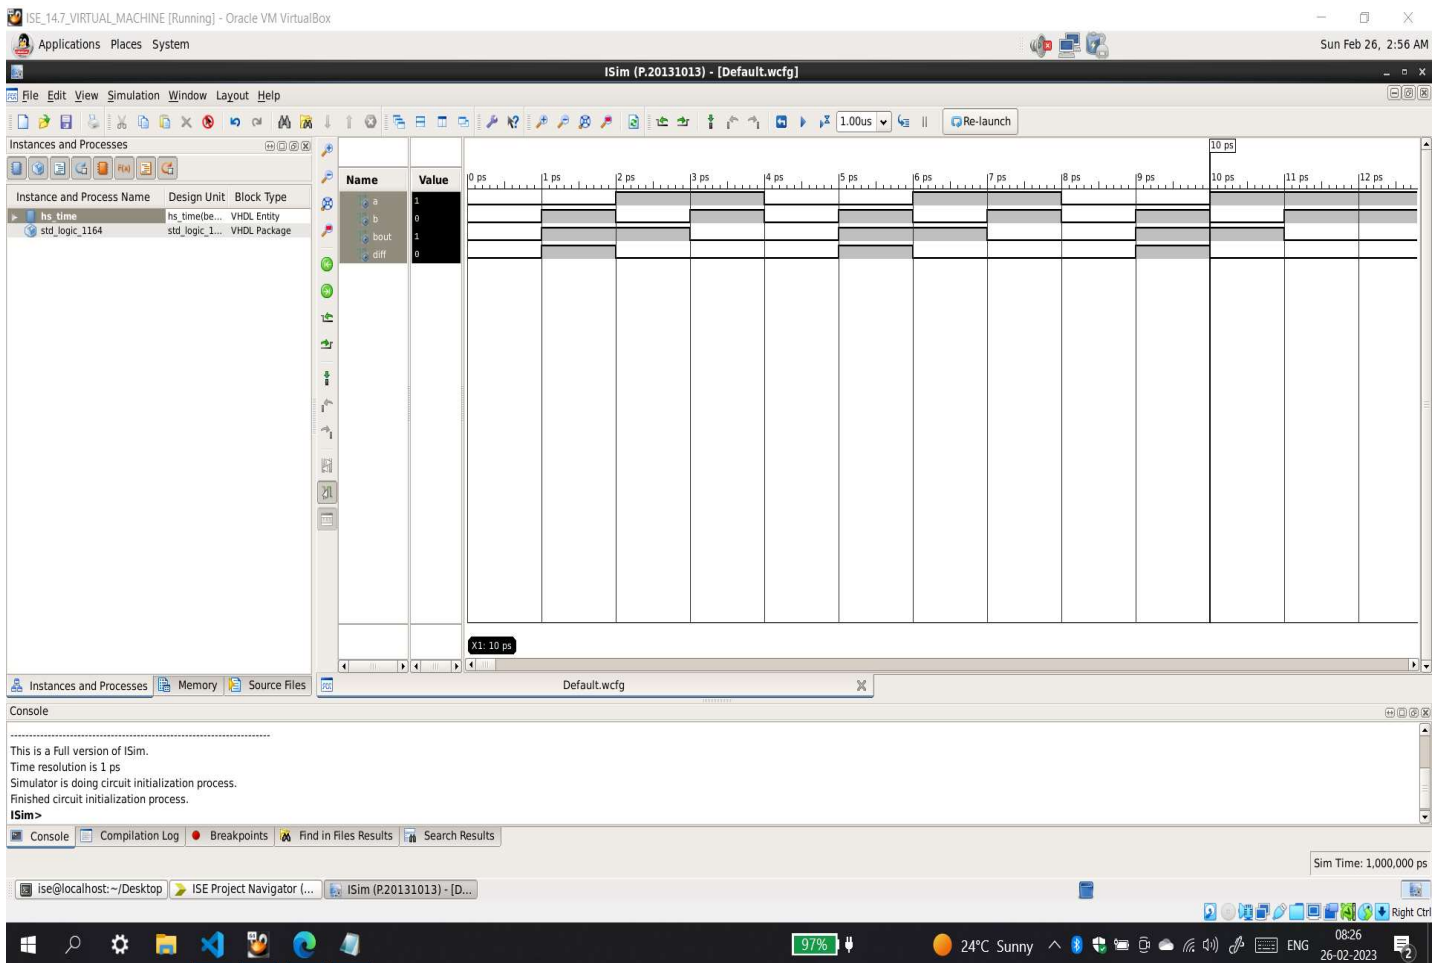 ISE_14.7_VIRTUAL_MACHINE [Running] - Oracle VM VirtualBox
Applications Places System
Sun Feb 26, 2:56 AM
ISim (P.20131013) - [Default.wcfg]
File Edit View Simulation Window Layout Help
1.00us
Re-launch
Instances and Processes
Instance and Process Name Design Unit Block Type
hs_time hs_time(be... VHDL Entity
std_logic_1164 std_logic_1... VHDL Package
10 ps
Name Value
0 ps 1 ps 2 ps 3 ps 4 ps 5 ps 6 ps 7 ps 8 ps 9 ps 10 ps 11 ps 12 ps
a 1
b 0
bout 1
diff 0
X1: 10 ps
Instances and Processes Memory Source Files
Default.wcfg
Console
This is a Full version of ISim.
Time resolution is 1 ps
Simulator is doing circuit initialization process.
Finished circuit initialization process.
ISim>
Console Compilation Log Breakpoints Find in Files Results Search Results
Sim Time: 1,000,000 ps
ise@localhost:~/Desktop ISE Project Navigator (... ISim (P.20131013) - [D...
Right Ctrl
97% 24°C Sunny ENG
08:26
26-02-2023
2